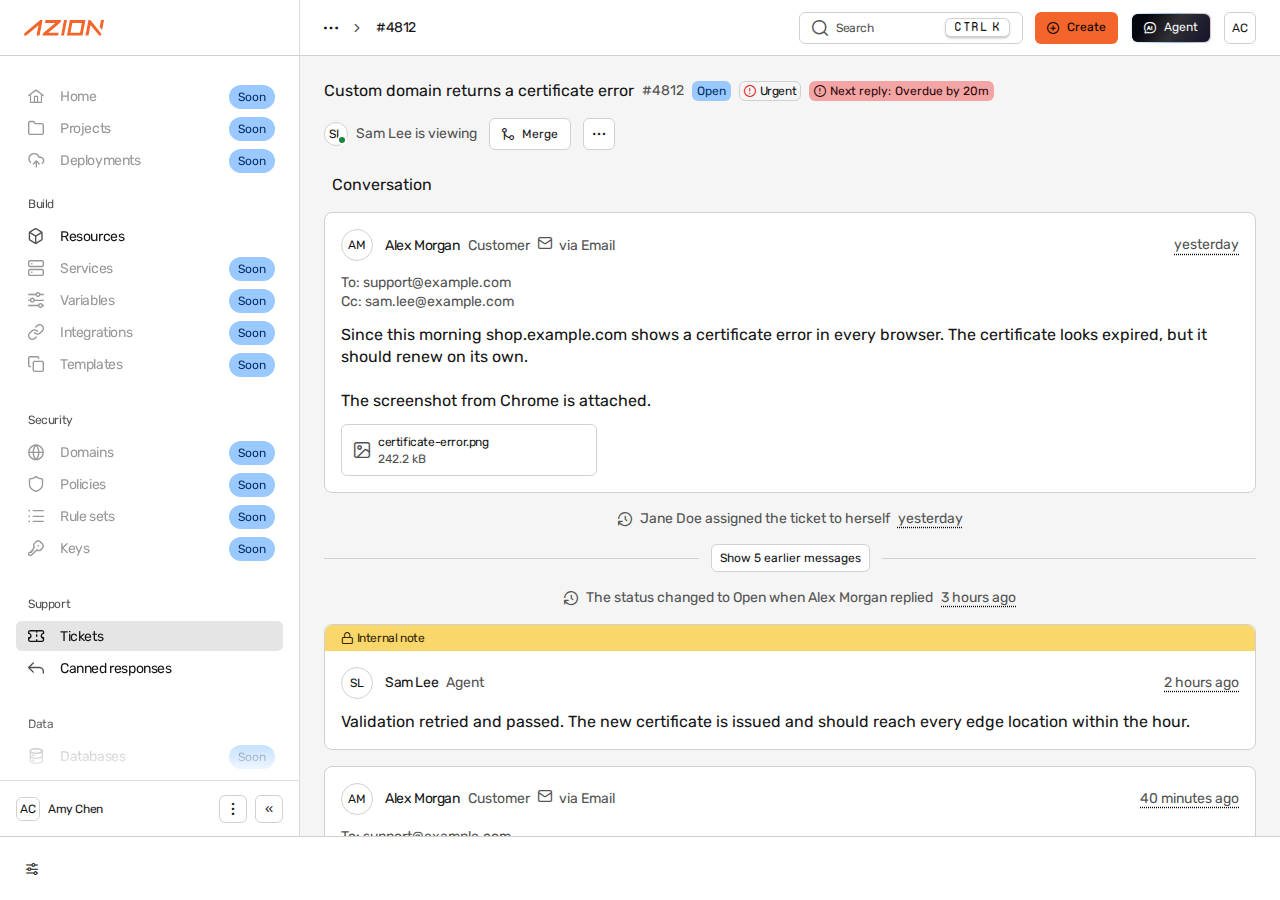 AZION
Home Soon
Projects Soon
Deployments Soon
Build
Resources
Services Soon
Variables Soon
Integrations Soon
Templates Soon
Security
Domains Soon
Policies Soon
Rule sets Soon
Keys Soon
Support
Tickets
Canned responses
Data
Databases Soon
AC Amy Chen
#4812
Search CTRL K
Create
AI Agent
AC
Custom domain returns a certificate error #4812 Open Urgent Next reply: Overdue by 20m
Sam Lee is viewing Merge
Conversation
AM Alex Morgan Customer via Email yesterday
To: support@example.com
Cc: sam.lee@example.com
Since this morning shop.example.com shows a certificate error in every browser. The certificate looks expired, but it
should renew on its own.
The screenshot from Chrome is attached.
certificate-error.png
242.2 kB
Jane Doe assigned the ticket to herself yesterday
Show 5 earlier messages
The status changed to Open when Alex Morgan replied 3 hours ago
Internal note
SL Sam Lee Agent 2 hours ago
Validation retried and passed. The new certificate is issued and should reach every edge location within the hour.
AM Alex Morgan Customer via Email 40 minutes ago
To: support@example.com